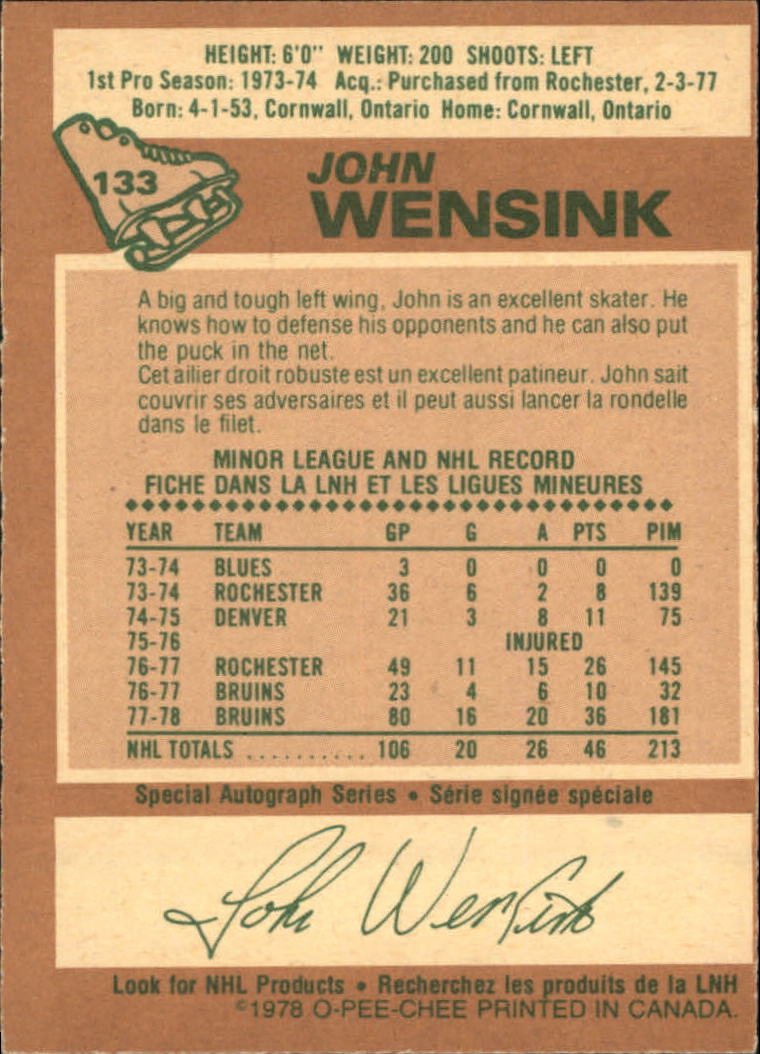 HEIGHT: 6'0" WEIGHT: 200 SHOOTS: LEFT
1st Pro Season: 1973-74 Acq.: Purchased from Rochester, 2-3-77
Born: 4-1-53, Cornwall, Ontario Home: Cornwall, Ontario
133
JOHN
WENSINK
A big and tough left wing, John is an excellent skater. He
knows how to defense his opponents and he can also put
the puck in the net.
Cet ailier droit robuste est un excellent patineur. John sait
couvrir ses adversaires et il peut aussi lancer la rondelle
dans le filet.
MINOR LEAGUE AND NHL RECORD
FICHE DANS LA LNH ET LES LIGUES MINEURES
YEAR TEAM GP G A PTS PIM
73-74 BLUES 3 0 0 0 0
73-74 ROCHESTER 36 6 2 8 139
74-75 DENVER 21 3 8 11 75
75-76 INJURED
76-77 ROCHESTER 49 11 15 26 145
76-77 BRUINS 23 4 6 10 32
77-78 BRUINS 80 16 20 36 181
NHL TOTALS .......... 106 20 26 46 213
Special Autograph Series • Série signée spéciale
John Wensink
Look for NHL Products • Recherchez les produits de la LNH
©1978 O-PEE-CHEE PRINTED IN CANADA.